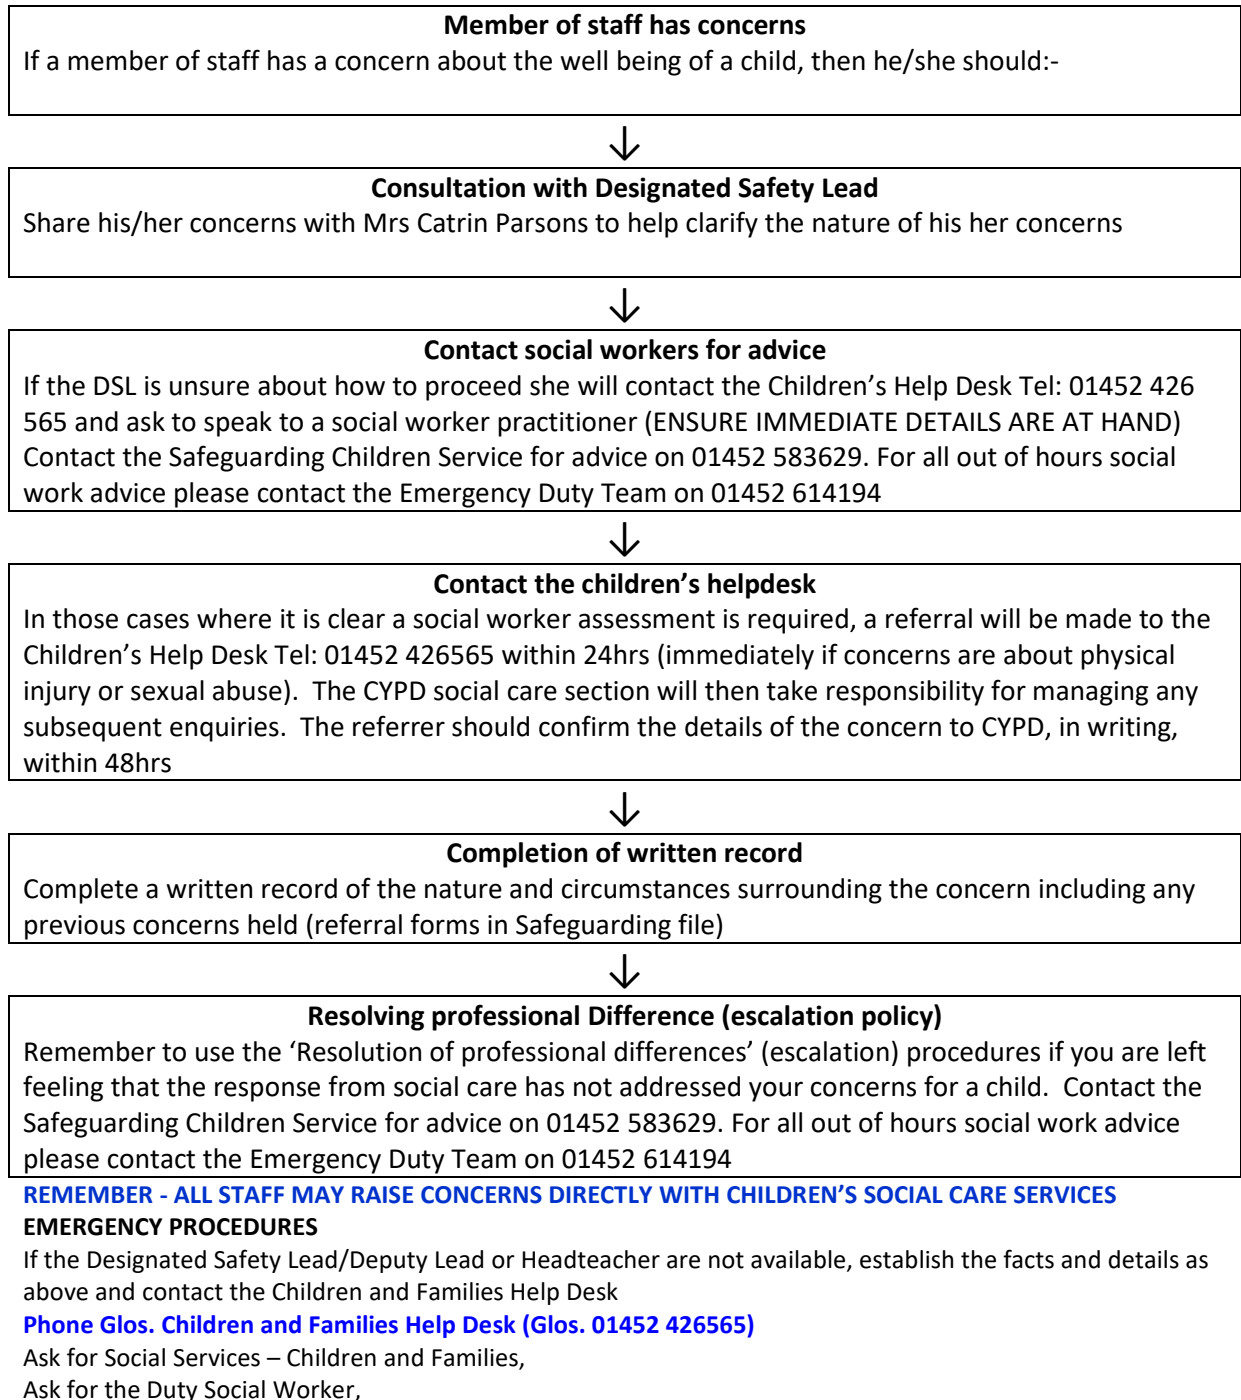 Member of staff has concerns
If a member of staff has a concern about the well being of a child, then he/she should:-
Consultation with Designated Safety Lead
Share his/her concerns with Mrs Catrin Parsons to help clarify the nature of his her concerns
Contact social workers for advice
If the DSL is unsure about how to proceed she will contact the Children’s Help Desk Tel: 01452 426
565 and ask to speak to a social worker practitioner (ENSURE IMMEDIATE DETAILS ARE AT HAND)
Contact the Safeguarding Children Service for advice on 01452 583629. For all out of hours social
work advice please contact the Emergency Duty Team on 01452 614194
Contact the children’s helpdesk
In those cases where it is clear a social worker assessment is required, a referral will be made to the
Children’s Help Desk Tel: 01452 426565 within 24hrs (immediately if concerns are about physical
injury or sexual abuse).  The CYPD social care section will then take responsibility for managing any
subsequent enquiries.  The referrer should confirm the details of the concern to CYPD, in writing,
within 48hrs
Completion of written record
Complete a written record of the nature and circumstances surrounding the concern including any
previous concerns held (referral forms in Safeguarding file)
Resolving professional Difference (escalation policy)
Remember to use the ‘Resolution of professional differences’ (escalation) procedures if you are left
feeling that the response from social care has not addressed your concerns for a child.  Contact the
Safeguarding Children Service for advice on 01452 583629. For all out of hours social work advice
please contact the Emergency Duty Team on 01452 614194
REMEMBER - ALL STAFF MAY RAISE CONCERNS DIRECTLY WITH CHILDREN’S SOCIAL CARE SERVICES
EMERGENCY PROCEDURES
If the Designated Safety Lead/Deputy Lead or Headteacher are not available, establish the facts and details as
above and contact the Children and Families Help Desk
Phone Glos. Children and Families Help Desk (Glos. 01452 426565)
Ask for Social Services – Children and Families,
Ask for the Duty Social Worker,